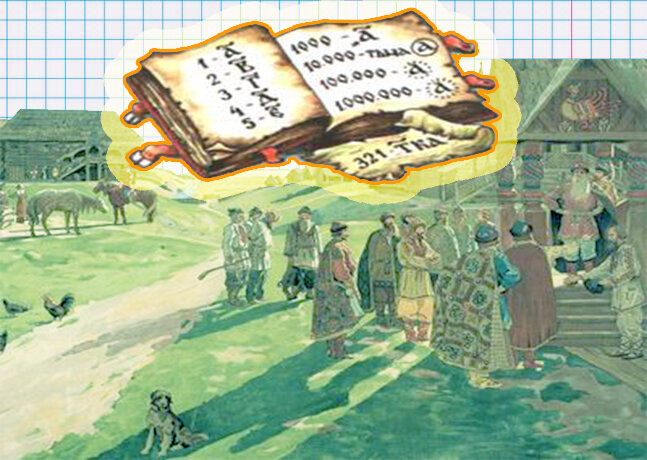 1 - А
2 - В
3 - Г
4 -
5 -
1000 - ҂А
10.000 - тьма А
100.000 - А
1000.000 - А
321 - ТКА